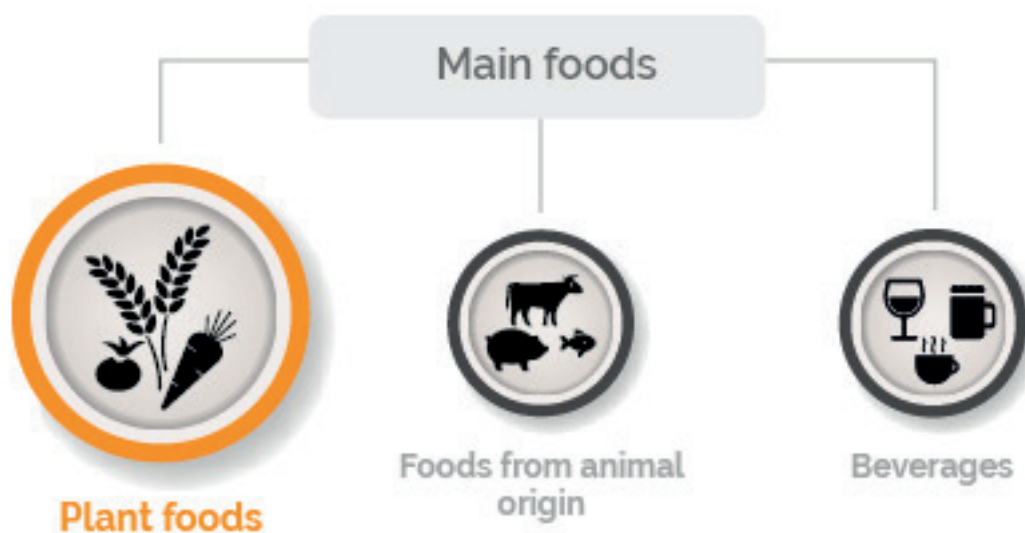 Main foods
Plant foods
Foods from animal
origin
Beverages